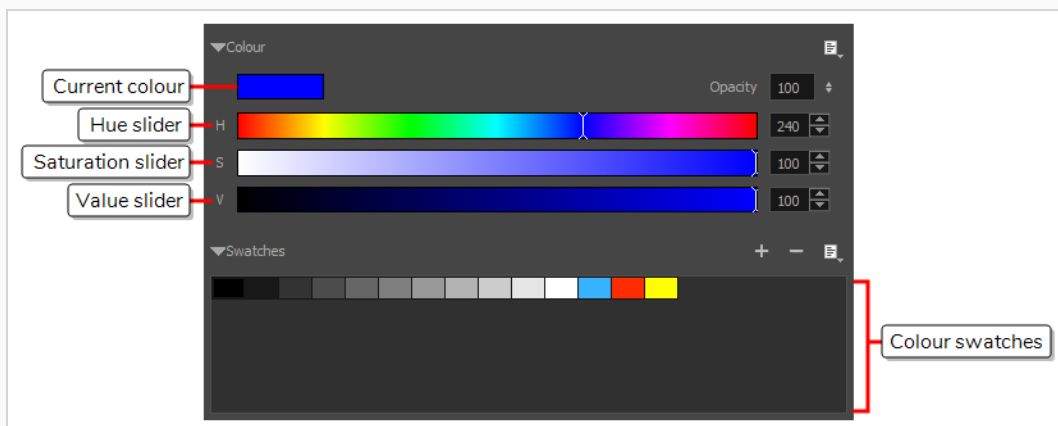 Colour
Current colour
Opacity 100
Hue slider
H 240
Saturation slider
S 100
Value slider
V 100
Swatches
Colour swatches